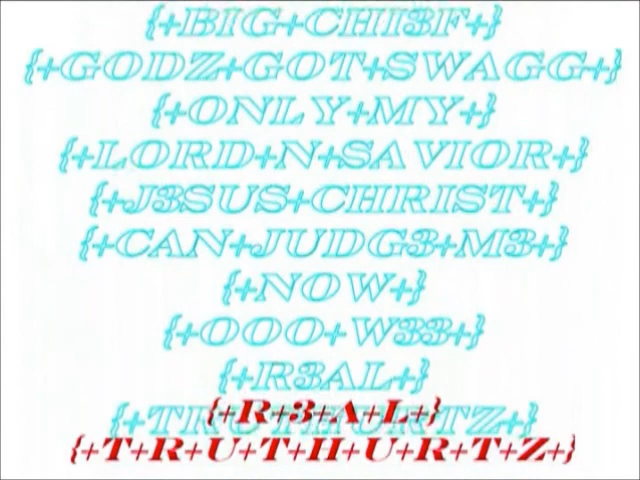 {+BIG+CHI3F+}
{+GODZ+GOT+SWAGG+}
{+ONLY+MY+}
{+LORD+N+SAVIOR+}
{+J3SUS+CHRIST+}
{+CAN+JUDG3+M3+}
{+NOW+}
{+OOO+W33+}
{+R3AL+}
{+R+3+A+L+}
{+TRUTHURTZ+}
{+T+R+U+T+H+U+R+T+Z+}